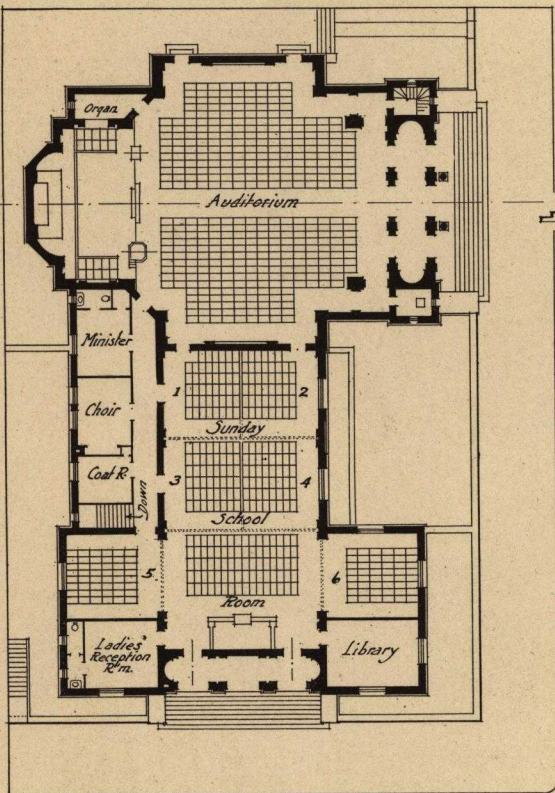 Organ
Auditorium
Minister
Choir
Coat R.
Down
1
2
Sunday
3
4
School
5
6
Room
Ladies'
Reception
R'm.
Library